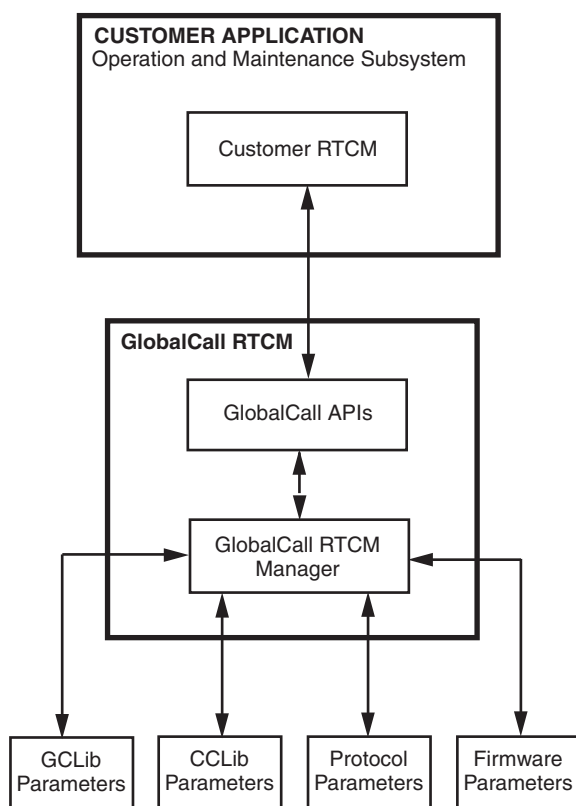 CUSTOMER APPLICATION
Operation and Maintenance Subsystem
Customer RTCM
GlobalCall RTCM
GlobalCall APIs
GlobalCall RTCM
Manager
GCLib
Parameters
CCLib
Parameters
Protocol
Parameters
Firmware
Parameters